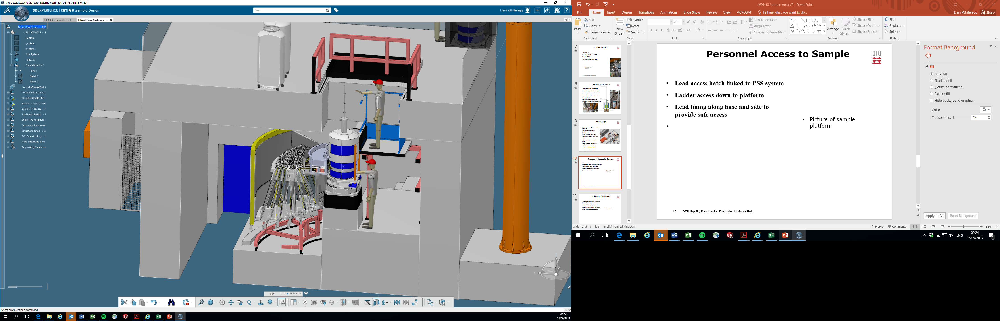 chess.esss.lu.se.VPLMCreator.ESS.Engineering@3DEXPERIENCE R418.11
3DEXPERIENCE | CATIA Assembly Design
Search
Liam Whitelegg
BIFROST - Expanded - E...
Bifrost Cave System - ...
Bifrost Cave System - ESS
- ESS-0093974.1 - R
xy plane
yz plane
zx plane
Axis Systems
PartBody
Geometrical Set.1
Point.1
Sketch.1
Sketch.2
Product Markup000102
Post-Sample Beam Ass
Example Sample Stick
Human - Product1052
Sample Stack Assy - P
Final Beam Section - F
Beam Stop Assembly -
Secondary Spectromet
Bifrost Ancillaries - Cav
EO1 Beamline Assy - F
Cave Infrastructure V2
Engineering Connection
View
Select an object or a command
09:24
22/09/2017
IKON13 Sample Area V2 - PowerPoint
File
Home
Insert
Design
Transitions
Animations
Slide Show
Review
View
ACROBAT
Tell me what you want to do...
Liam Whitelegg
Share
Paste
Cut
Copy
Format Painter
Clipboard
New
Slide
Layout
Reset
Section
Slides
20
Font
Text Direction
Align Text
Convert to SmartArt
Paragraph
Arrange
Quick
Styles
Shape Fill
Shape Outline
Shape Effects
Drawing
Find
Replace
Select
Editing
7
VM-1B Magnet
8
"Dilution Stick Effect"
9
New Design
10
Personnel Access to Sample
11
Activated Equipment
Personnel Access to Sample
DTU
• Lead access hatch linked to PSS system
• Ladder access down to platform
• Lead lining along base and side to
provide safe access
•
• Picture of sample
platform
10 DTU Fysik, Danmarks Tekniske Universitet
Format Background
Fill
Solid fill
Gradient fill
Picture or texture fill
Pattern fill
Hide background graphics
Color
Transparency
0%
Apply to All
Reset Background
Slide 10 of 13
English (United Kingdom)
Notes
Comments
88%
ENG
09:24
22/09/2017